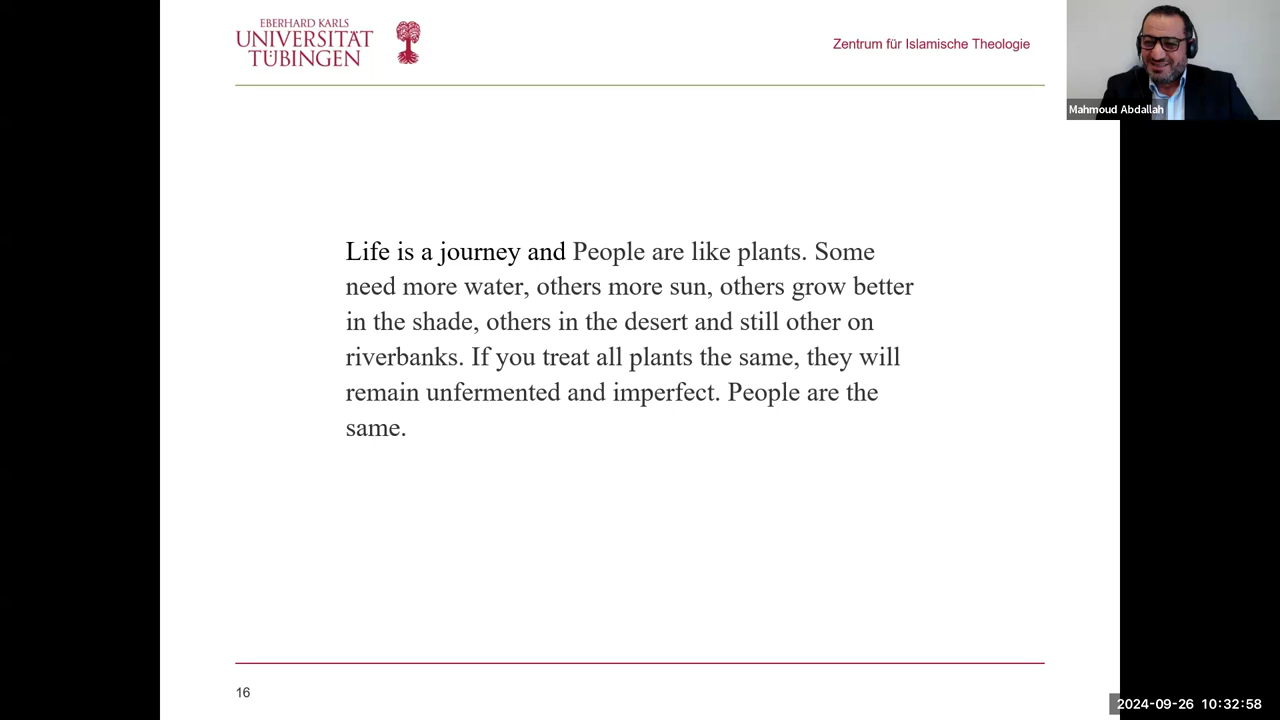 EBERHARD KARLS
UNIVERSITÄT
TÜBINGEN
Zentrum für Islamische Theologie
Mahmoud Abdallah
Life is a journey and People are like plants. Some
need more water, others more sun, others grow better
in the shade, others in the desert and still other on
riverbanks. If you treat all plants the same, they will
remain unfermented and imperfect. People are the
same.
16
2024-09-26 10:32:58